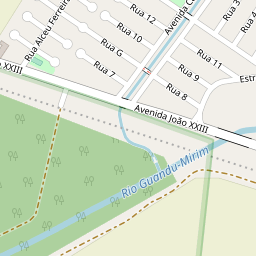 Rua 12
Avenida C
Rua Alceu Ferreir
Rua 10
Rua G
Rua 11
Rua 7
Rua 9
Estr
Rua 3
XXIII
Rua 8
Avenida João XXIII
Rio Guandu-Mirim